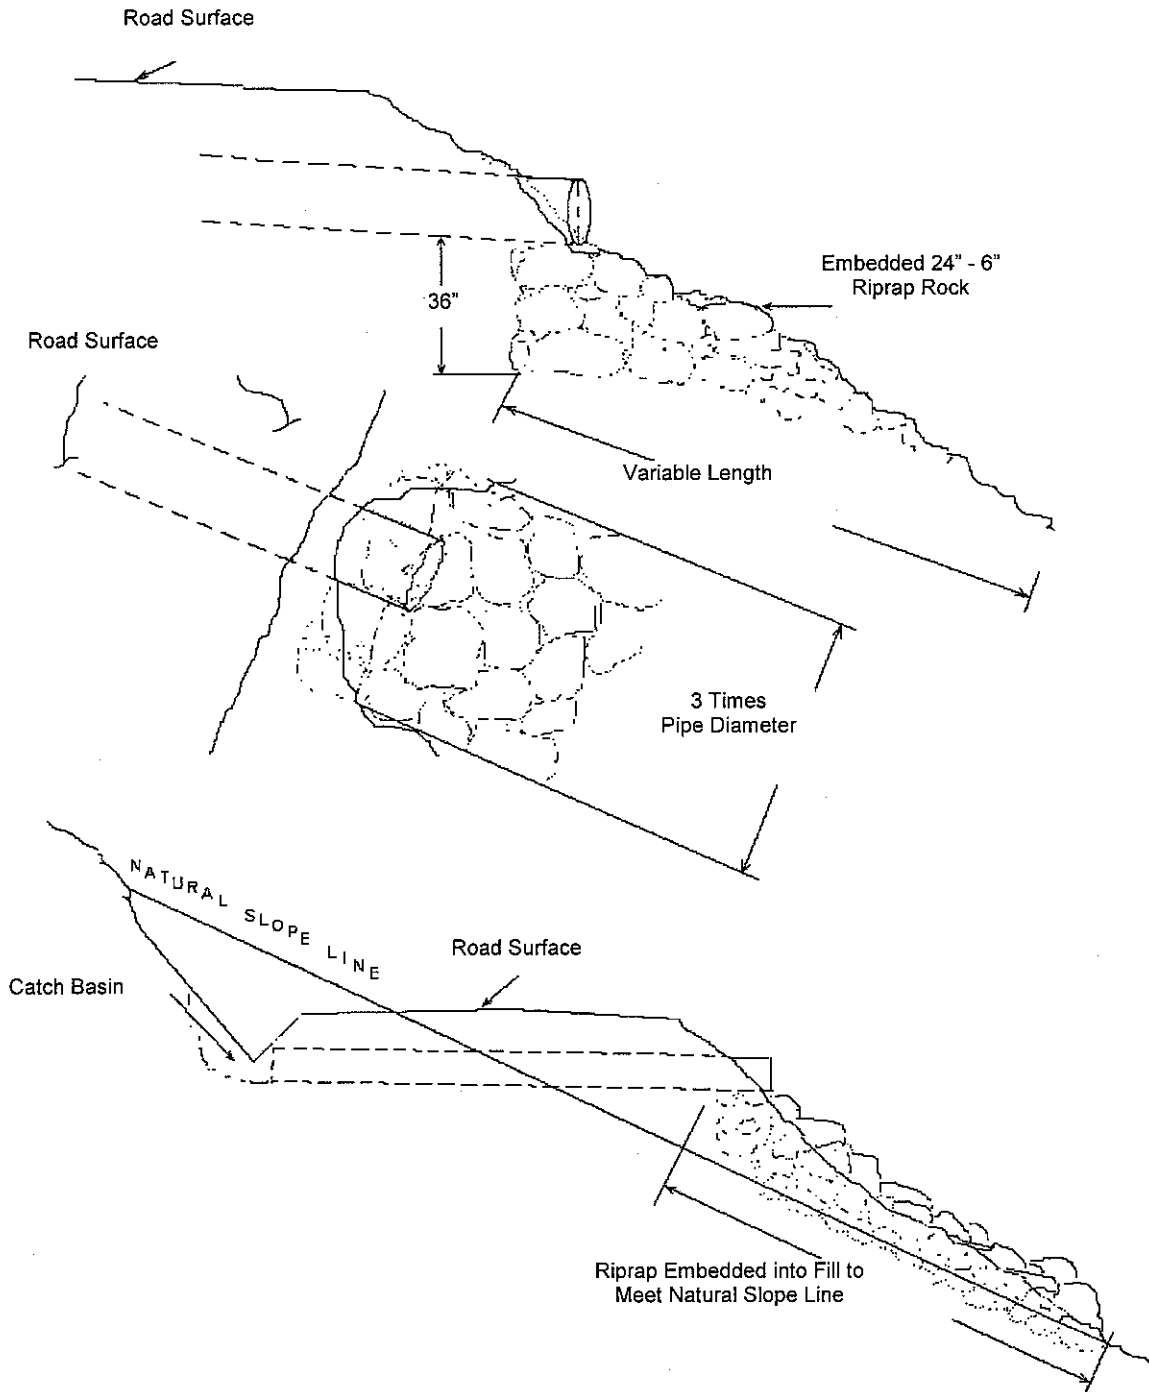 Road Surface
Embedded 24" - 6"
Riprap Rock
36"
Road Surface
Variable Length
3 Times
Pipe Diameter
NATURAL SLOPE LINE
Road Surface
Catch Basin
Riprap Embedded into Fill to
Meet Natural Slope Line